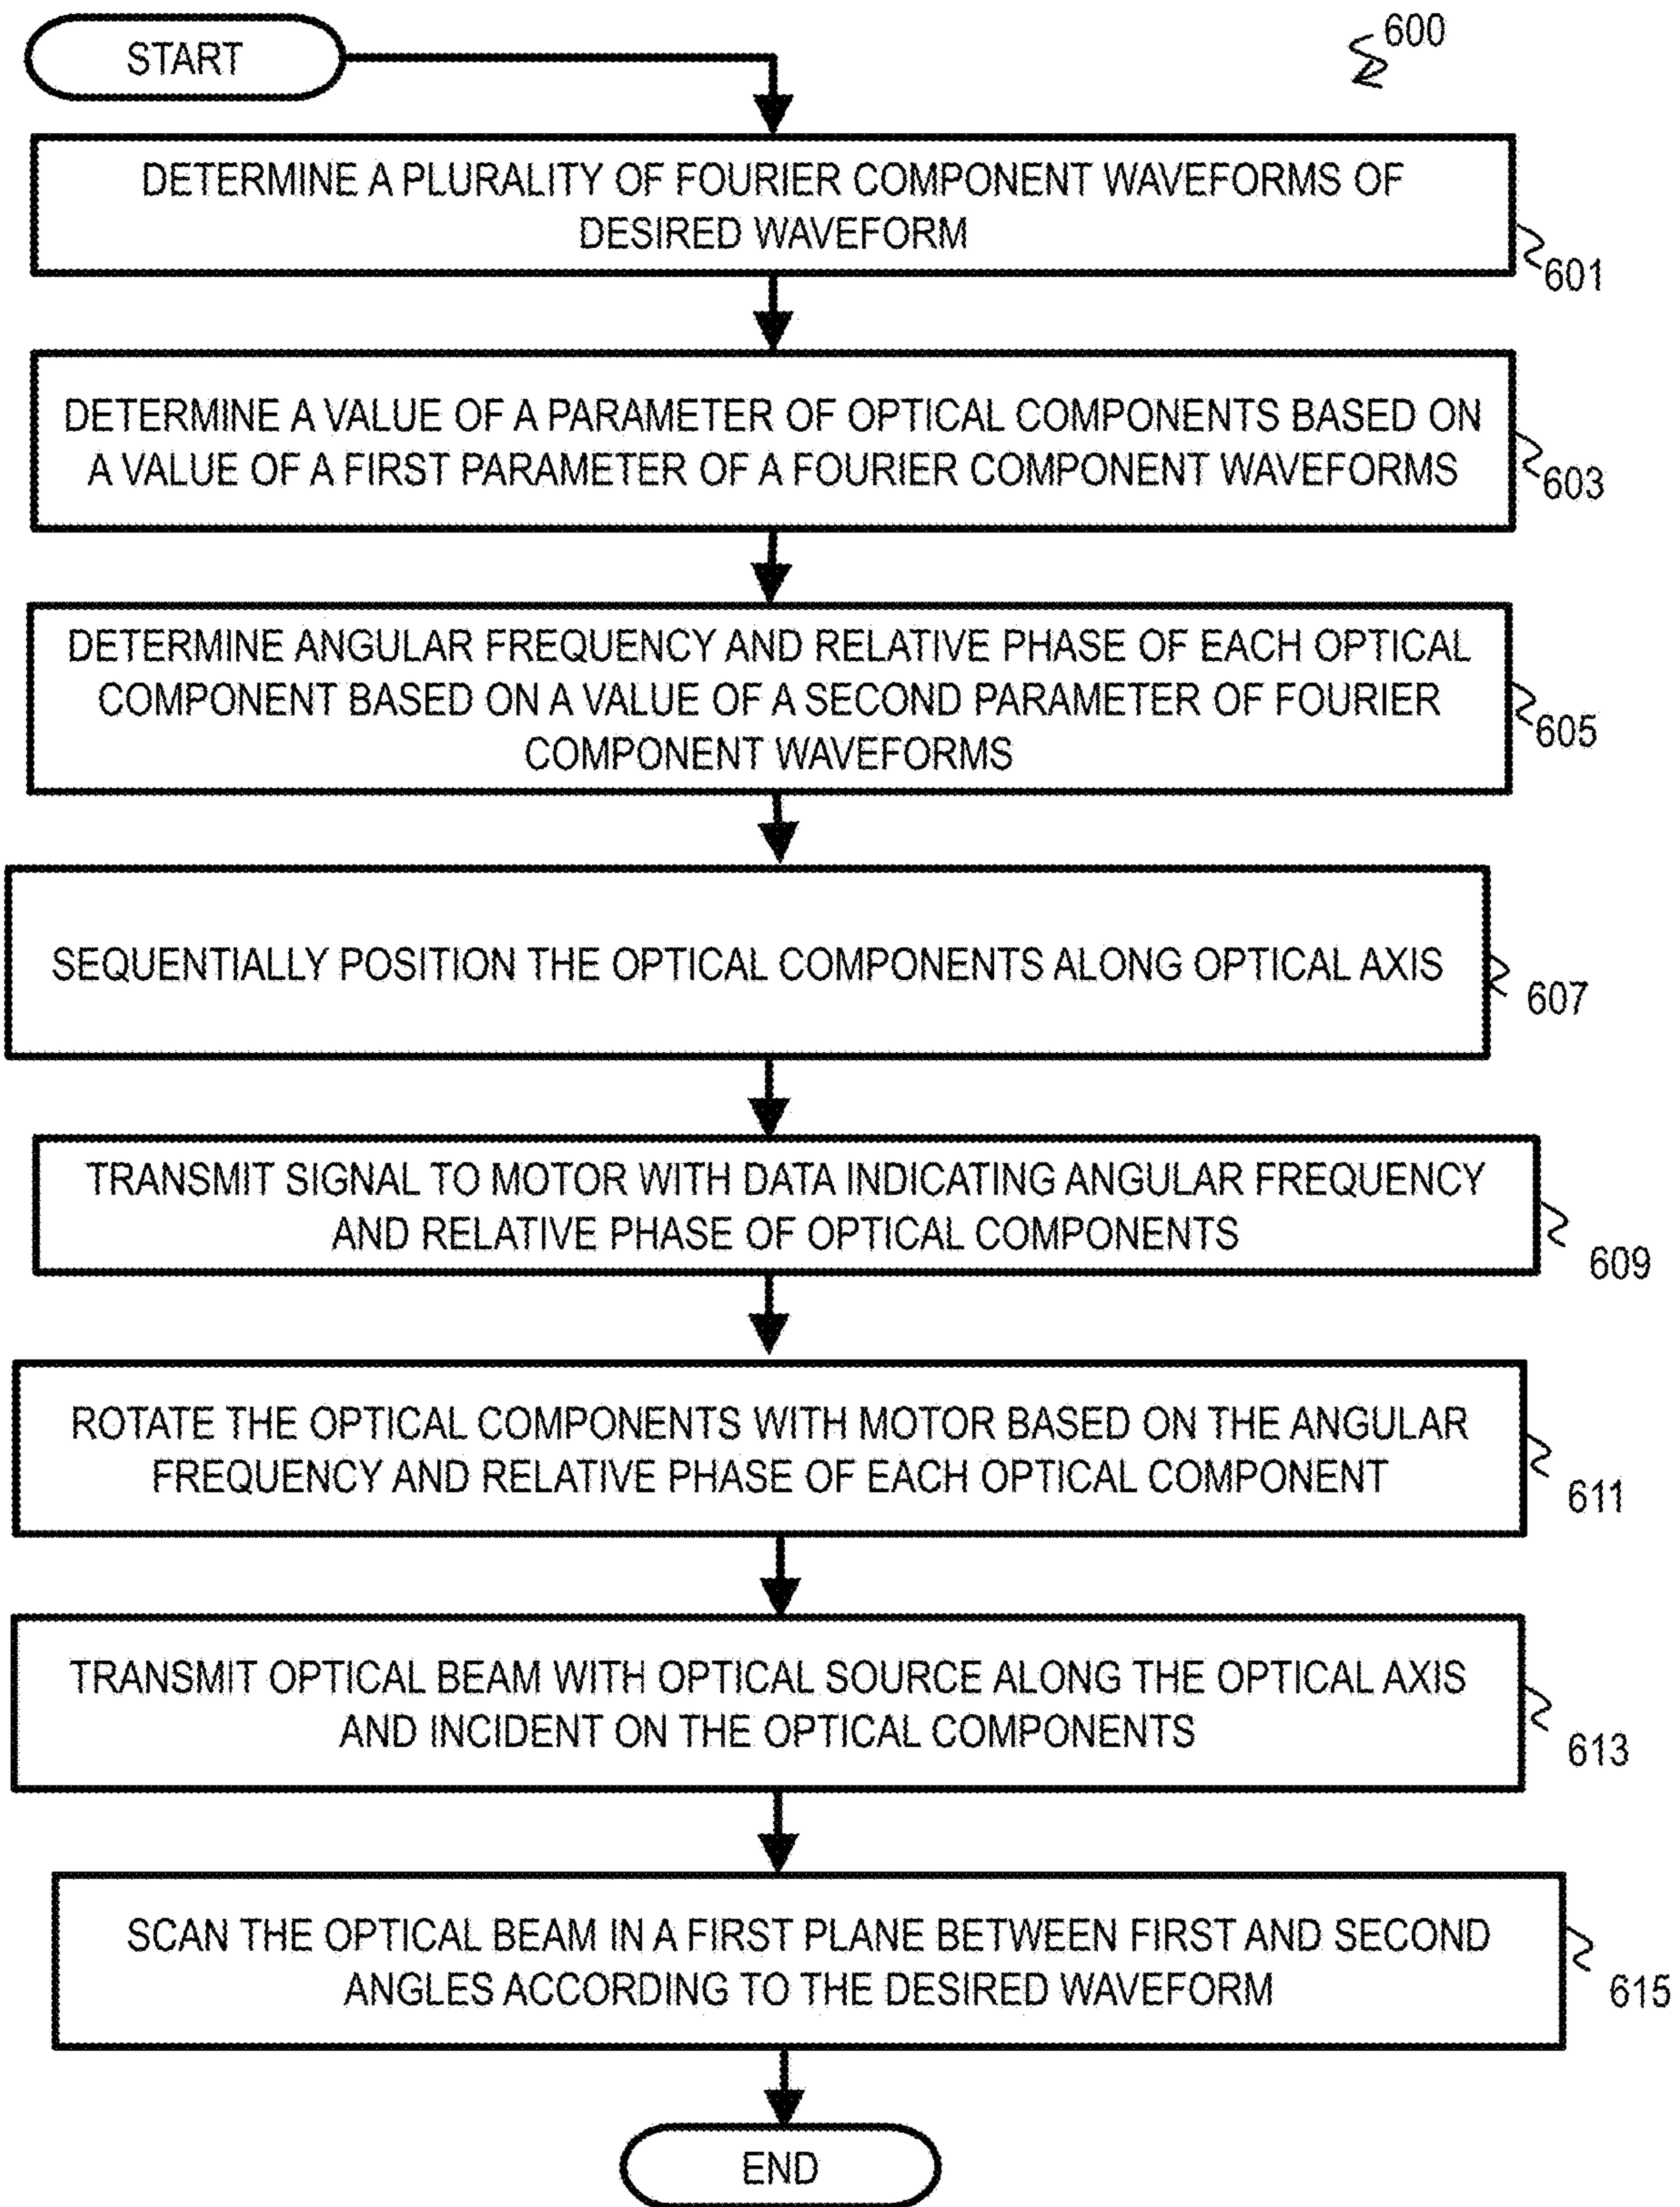 START
600
DETERMINE A PLURALITY OF FOURIER COMPONENT WAVEFORMS OF
DESIRED WAVEFORM
601
DETERMINE A VALUE OF A PARAMETER OF OPTICAL COMPONENTS BASED ON
A VALUE OF A FIRST PARAMETER OF A FOURIER COMPONENT WAVEFORMS
603
DETERMINE ANGULAR FREQUENCY AND RELATIVE PHASE OF EACH OPTICAL
COMPONENT BASED ON A VALUE OF A SECOND PARAMETER OF FOURIER
COMPONENT WAVEFORMS
605
SEQUENTIALLY POSITION THE OPTICAL COMPONENTS ALONG OPTICAL AXIS
607
TRANSMIT SIGNAL TO MOTOR WITH DATA INDICATING ANGULAR FREQUENCY
AND RELATIVE PHASE OF OPTICAL COMPONENTS
609
ROTATE THE OPTICAL COMPONENTS WITH MOTOR BASED ON THE ANGULAR
FREQUENCY AND RELATIVE PHASE OF EACH OPTICAL COMPONENT
611
TRANSMIT OPTICAL BEAM WITH OPTICAL SOURCE ALONG THE OPTICAL AXIS
AND INCIDENT ON THE OPTICAL COMPONENTS
613
SCAN THE OPTICAL BEAM IN A FIRST PLANE BETWEEN FIRST AND SECOND
ANGLES ACCORDING TO THE DESIRED WAVEFORM
615
END